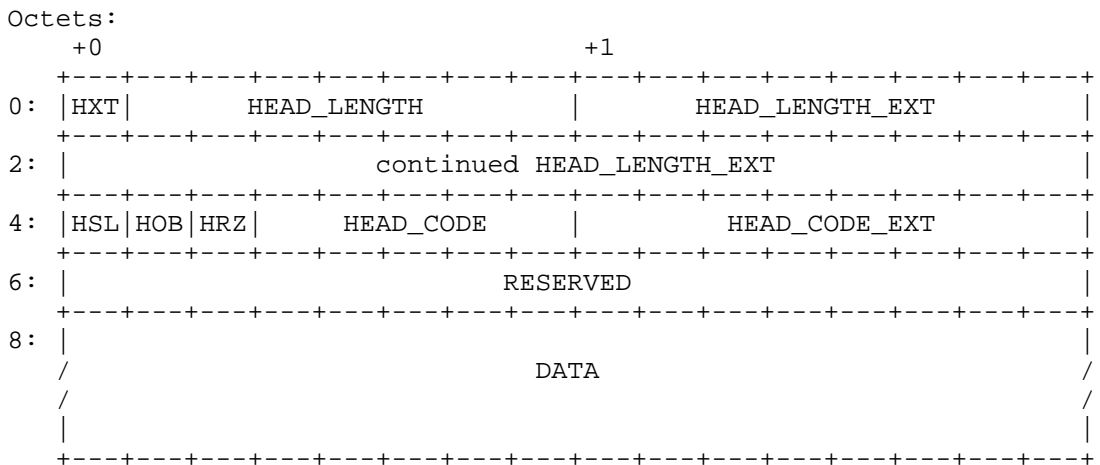 Octets:
+0 +1
+---+---+---+---+---+---+---+---+---+---+---+---+---+---+---+---+
0: |HXT| HEAD_LENGTH | HEAD_LENGTH_EXT |
+---+---+---+---+---+---+---+---+---+---+---+---+---+---+---+---+
2: | continued HEAD_LENGTH_EXT |
+---+---+---+---+---+---+---+---+---+---+---+---+---+---+---+---+
4: |HSL|HOB|HRZ| HEAD_CODE | HEAD_CODE_EXT |
+---+---+---+---+---+---+---+---+---+---+---+---+---+---+---+---+
6: | RESERVED |
+---+---+---+---+---+---+---+---+---+---+---+---+---+---+---+---+
8: | |
/ DATA /
/ /
| |
+---+---+---+---+---+---+---+---+---+---+---+---+---+---+---+---+